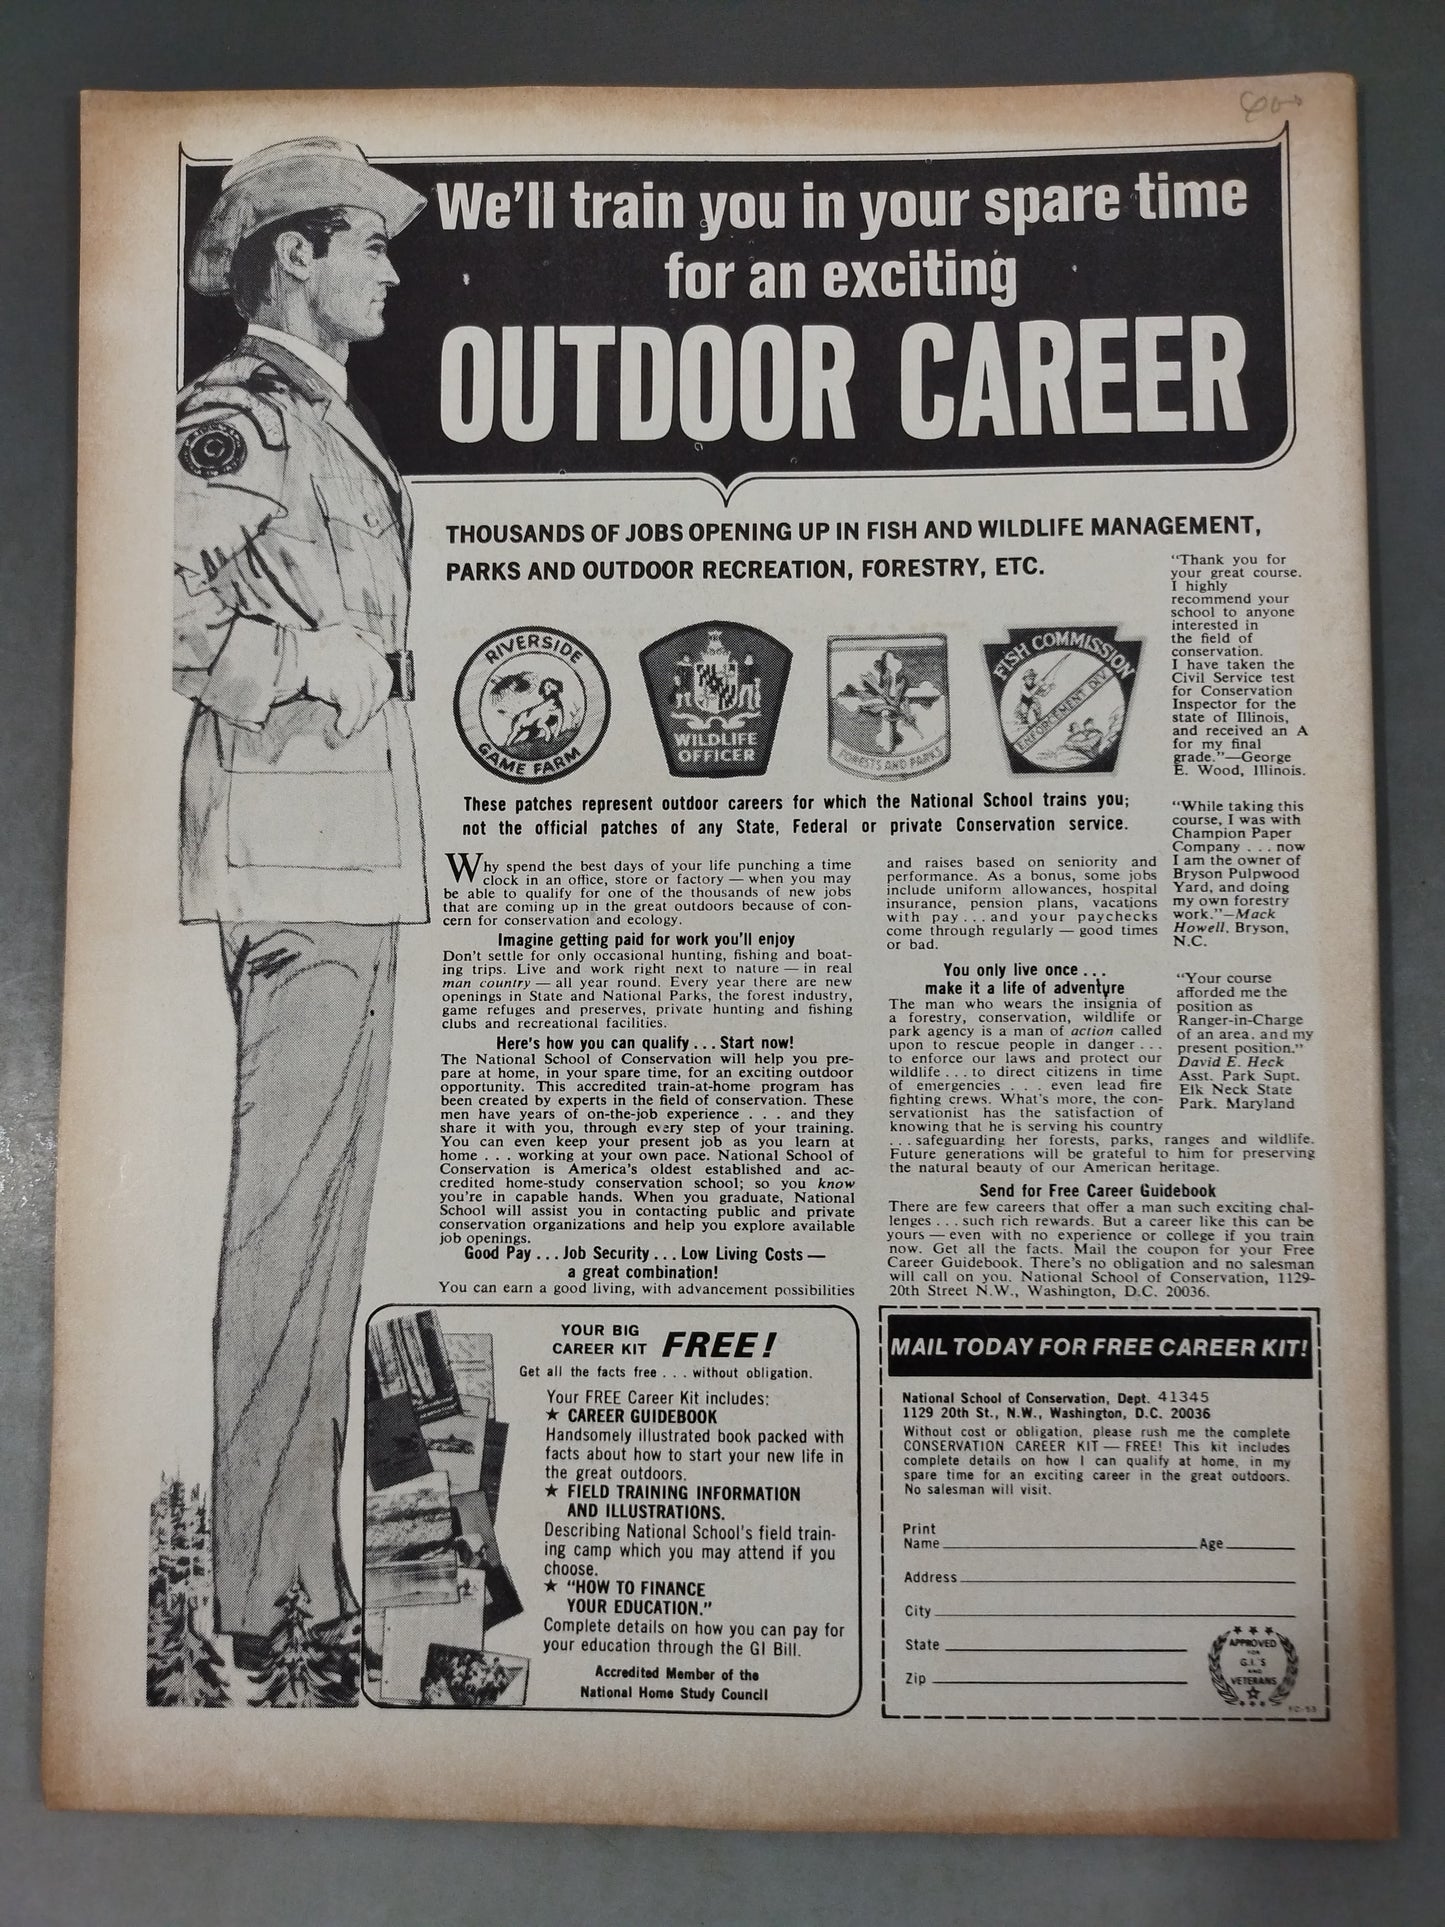 We'll train you in your spare time
for an exciting
OUTDOOR CAREER
THOUSANDS OF JOBS OPENING UP IN FISH AND WILDLIFE MANAGEMENT,
PARKS AND OUTDOOR RECREATION, FORESTRY, ETC.
RIVERSIDE
GAME FARM
WILDLIFE
OFFICER
FORESTS AND PARKS
FISH COMMISSION
ENFORCEMENT DIV.
These patches represent outdoor careers for which the National School trains you;
not the official patches of any State, Federal or private Conservation service.
Why spend the best days of your life punching a time
clock in an office, store or factory — when you may
be able to qualify for one of the thousands of new jobs
that are coming up in the great outdoors because of con-
cern for conservation and ecology.
Imagine getting paid for work you'll enjoy
Don't settle for only occasional hunting, fishing and boat-
ing trips. Live and work right next to nature — in real
man country — all year round. Every year there are new
openings in State and National Parks, the forest industry,
game refuges and preserves, private hunting and fishing
clubs and recreational facilities.
Here's how you can qualify . . . Start now!
The National School of Conservation will help you pre-
pare at home, in your spare time, for an exciting outdoor
opportunity. This accredited train-at-home program has
been created by experts in the field of conservation. These
men have years of on-the-job experience . . . and they
share it with you, through every step of your training.
You can even keep your present job as you learn at
home . . . working at your own pace. National School of
Conservation is America's oldest established and ac-
credited home-study conservation school; so you know
you're in capable hands. When you graduate, National
School will assist you in contacting public and private
conservation organizations and help you explore available
job openings.
Good Pay . . . Job Security . . . Low Living Costs —
a great combination!
You can earn a good living, with advancement possibilities
and raises based on seniority and
performance. As a bonus, some jobs
include uniform allowances, hospital
insurance, pension plans, vacations
with pay . . . and your paychecks
come through regularly — good times
or bad.
You only live once . . .
make it a life of adventure
The man who wears the insignia of
a forestry, conservation, wildlife or
park agency is a man of action called
upon to rescue people in danger . . .
to enforce our laws and protect our
wildlife . . . to direct citizens in time
of emergencies . . . even lead fire
fighting crews. What's more, the con-
servationist has the satisfaction of
knowing that he is serving his country
. . . safeguarding her forests, parks, ranges and wildlife.
Future generations will be grateful to him for preserving
the natural beauty of our American heritage.
Send for Free Career Guidebook
There are few careers that offer a man such exciting chal-
lenges . . . such rich rewards. But a career like this can be
yours — even with no experience or college if you train
now. Get all the facts. Mail the coupon for your Free
Career Guidebook. There's no obligation and no salesman
will call on you. National School of Conservation, 1129-
20th Street N.W., Washington, D.C. 20036.
"Thank you for
your great course.
I highly
recommend your
school to anyone
interested in
the field of
conservation.
I have taken the
Civil Service test
for Conservation
Inspector for the
state of Illinois,
and received an A
for my final
grade."—George
E. Wood, Illinois.
"While taking this
course, I was with
Champion Paper
Company . . . now
I am the owner of
Bryson Pulpwood
Yard, and doing
my own forestry
work."—Mack
Howell, Bryson,
N.C.
"Your course
afforded me the
position as
Ranger-in-Charge
of an area, and my
present position."
David E. Heck
Asst. Park Supt.
Elk Neck State
Park, Maryland
YOUR BIG
CAREER KIT FREE!
Get all the facts free . . . without obligation.
Your FREE Career Kit includes:
★ CAREER GUIDEBOOK
Handsomely illustrated book packed with
facts about how to start your new life in
the great outdoors.
★ FIELD TRAINING INFORMATION
AND ILLUSTRATIONS.
Describing National School's field train-
ing camp which you may attend if you
choose.
★ "HOW TO FINANCE
YOUR EDUCATION."
Complete details on how you can pay for
your education through the GI Bill.
Accredited Member of the
National Home Study Council
MAIL TODAY FOR FREE CAREER KIT!
National School of Conservation, Dept. 41345
1129 20th St., N.W., Washington, D.C. 20036
Without cost or obligation, please rush me the complete
CONSERVATION CAREER KIT — FREE! This kit includes
complete details on how I can qualify at home, in my
spare time for an exciting career in the great outdoors.
No salesman will visit.
Print
Name Age
Address
City
State
Zip
APPROVED
FOR
G.I.'S
AND
VETERANS